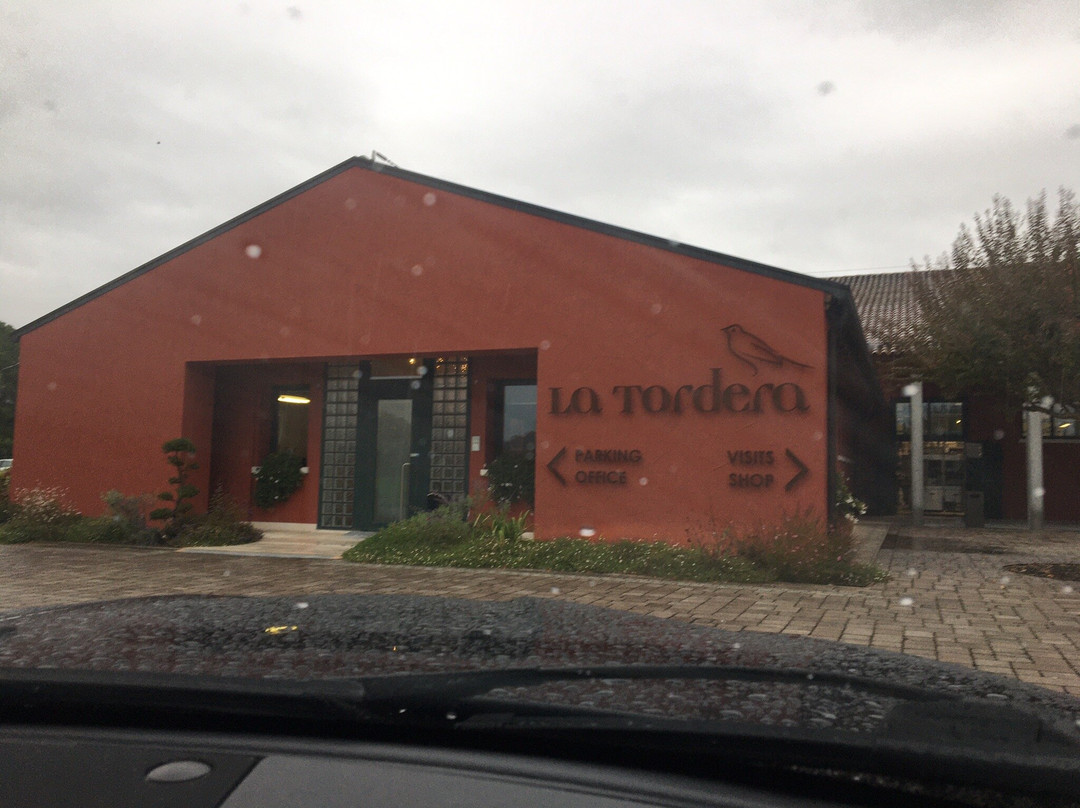 La Tordera
< PARKING
OFFICE
VISITS >
SHOP